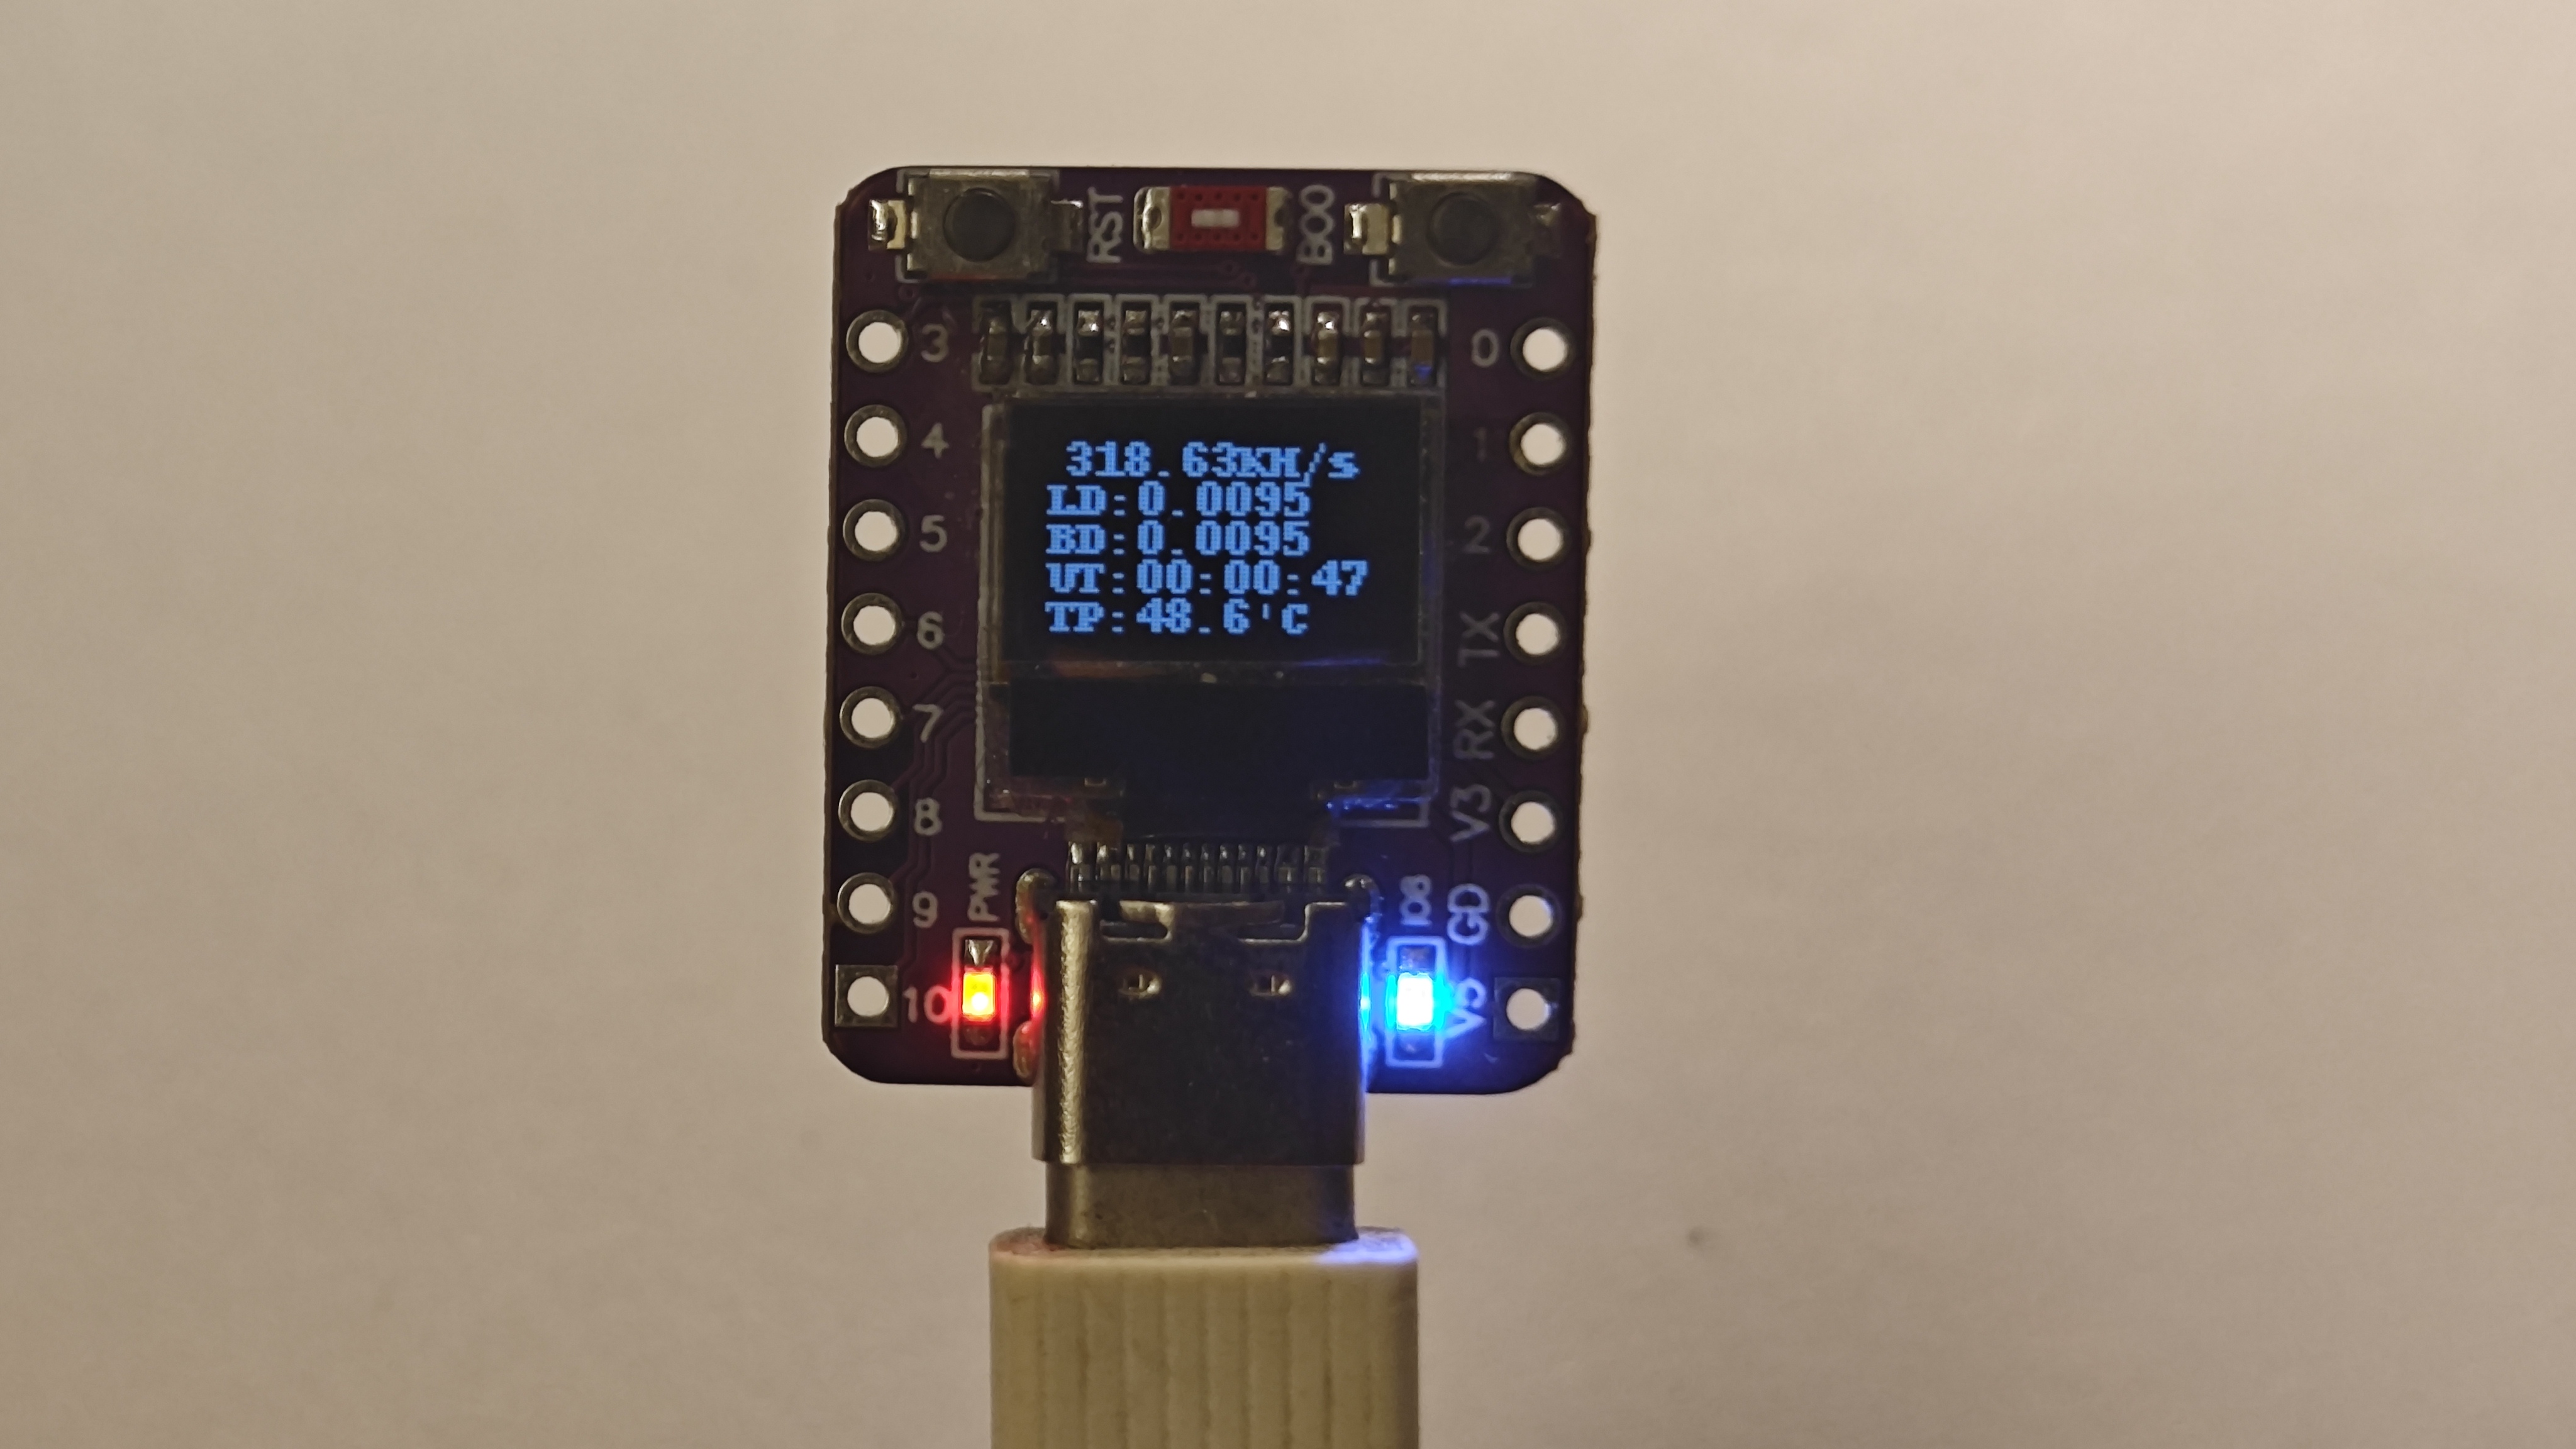 RST
BOO
3
0
4
1
5
2
6
TX
7
RX
8
V3
9
GD
10
V5
318.63KH/s
LD:0.0095
BD:0.0095
UT:00:00:47
TP:48.6'C
PWR
IO8